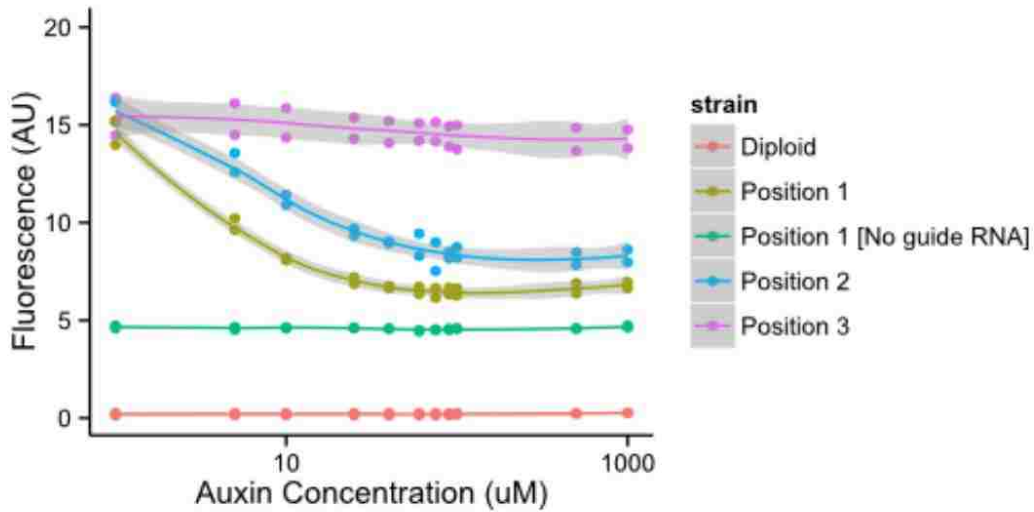 20
15
10
5
0
Fluorescence (AU)
10
1000
Auxin Concentration (uM)
strain
Diploid
Position 1
Position 1 [No guide RNA]
Position 2
Position 3